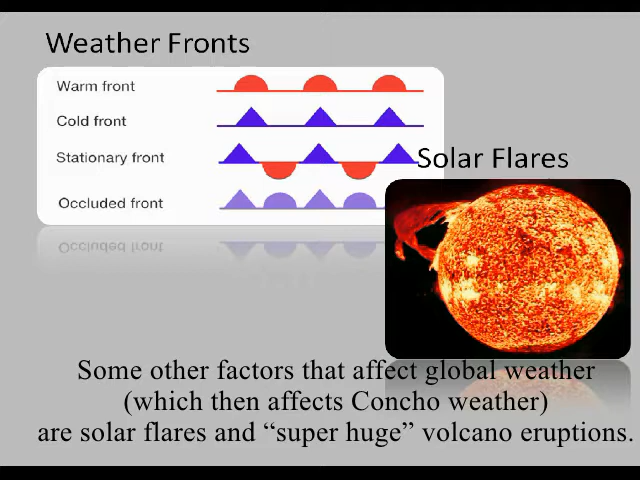 Weather Fronts
Warm front
Cold front
Stationary front
Occluded front
Solar Flares
Some other factors that affect global weather
(which then affects Concho weather)
are solar flares and “super huge” volcano eruptions.